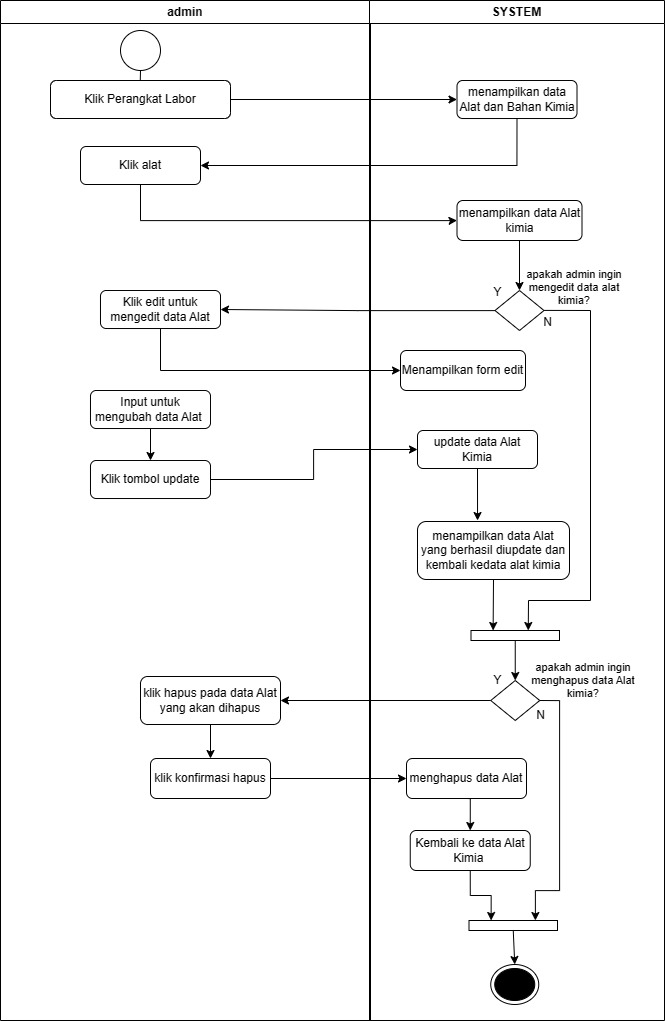 admin
SYSTEM
Klik Perangkat Labor
menampilkan data
Alat dan Bahan Kimia
Klik alat
menampilkan data Alat
kimia
apakah admin ingin
mengedit data alat
kimia?
Y
N
Klik edit untuk
mengedit data Alat
Menampilkan form edit
Input untuk
mengubah data Alat
Klik tombol update
update data Alat
Kimia
menampilkan data Alat
yang berhasil diupdate dan
kembali kedata alat kimia
apakah admin ingin
menghapus data Alat
kimia?
Y
N
klik hapus pada data Alat
yang akan dihapus
klik konfirmasi hapus
menghapus data Alat
Kembali ke data Alat
Kimia